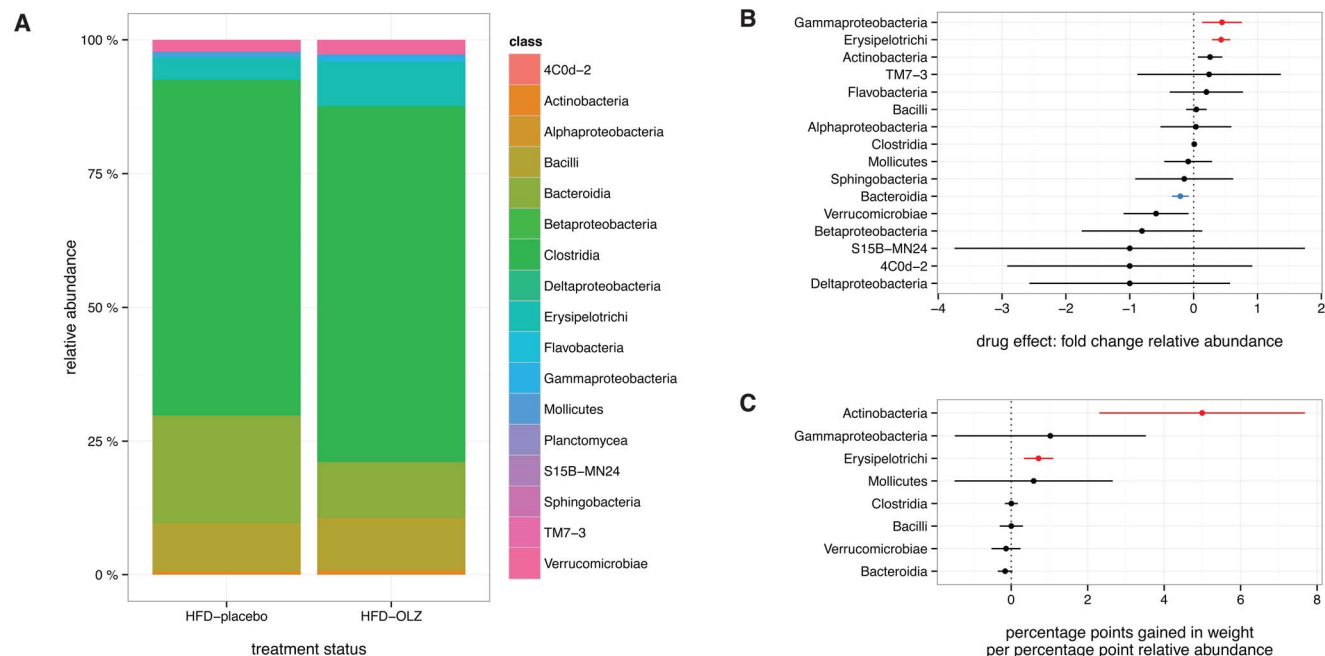 A
100 %
75 %
50 %
25 %
0 %
relative abundance
HFD-placebo
HFD-OLZ
treatment status
class
4C0d-2
Actinobacteria
Alphaproteobacteria
Bacilli
Bacteroidia
Betaproteobacteria
Clostridia
Deltaproteobacteria
Erysipelotrichi
Flavobacteria
Gammaproteobacteria
Mollicutes
Planctomycea
S15B-MN24
Sphingobacteria
TM7-3
Verrucomicrobiae
B
Gammaproteobacteria
Erysipelotrichi
Actinobacteria
TM7-3
Flavobacteria
Bacilli
Alphaproteobacteria
Clostridia
Mollicutes
Sphingobacteria
Bacteroidia
Verrucomicrobiae
Betaproteobacteria
S15B-MN24
4C0d-2
Deltaproteobacteria
−4 −3 −2 −1 0 1 2
drug effect: fold change relative abundance
C
Actinobacteria
Gammaproteobacteria
Erysipelotrichi
Mollicutes
Clostridia
Bacilli
Verrucomicrobiae
Bacteroidia
0 2 4 6 8
percentage points gained in weight
per percentage point relative abundance